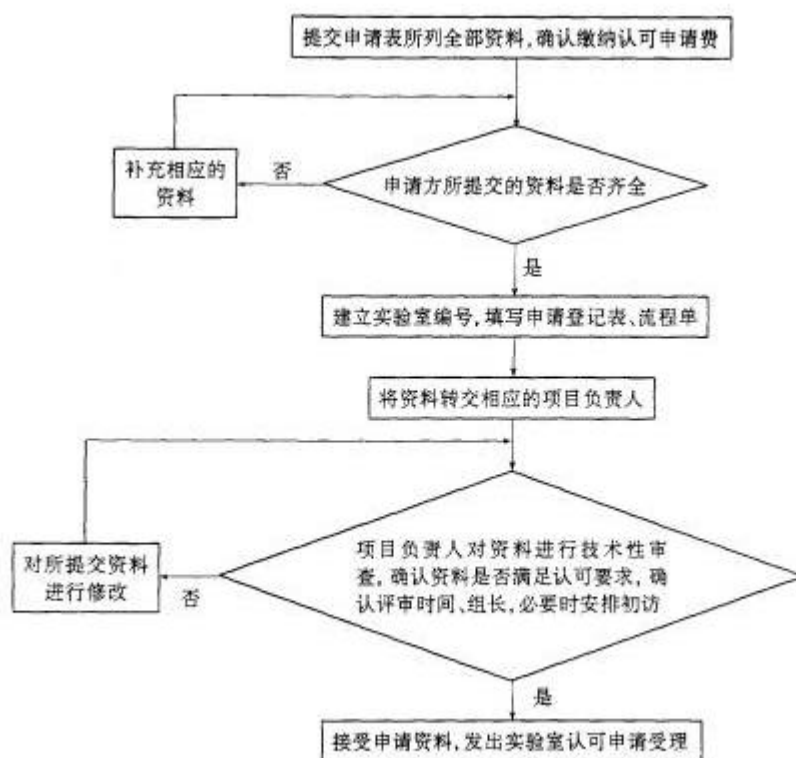 提交申请表所列全部资料,确认缴纳认可申请费
补充相应的
资料
否
申请方所提交的资料是否齐全
是
建立实验室编号,填写申请登记表、流程单
将资料转交相应的项目负责人
项目负责人对资料进行技术性审
查,确认资料是否满足认可要求,确
认评审时间、组长,必要时安排初访
对所提交资料
进行修改
否
是
接受申请资料,发出实验室认可申请受理